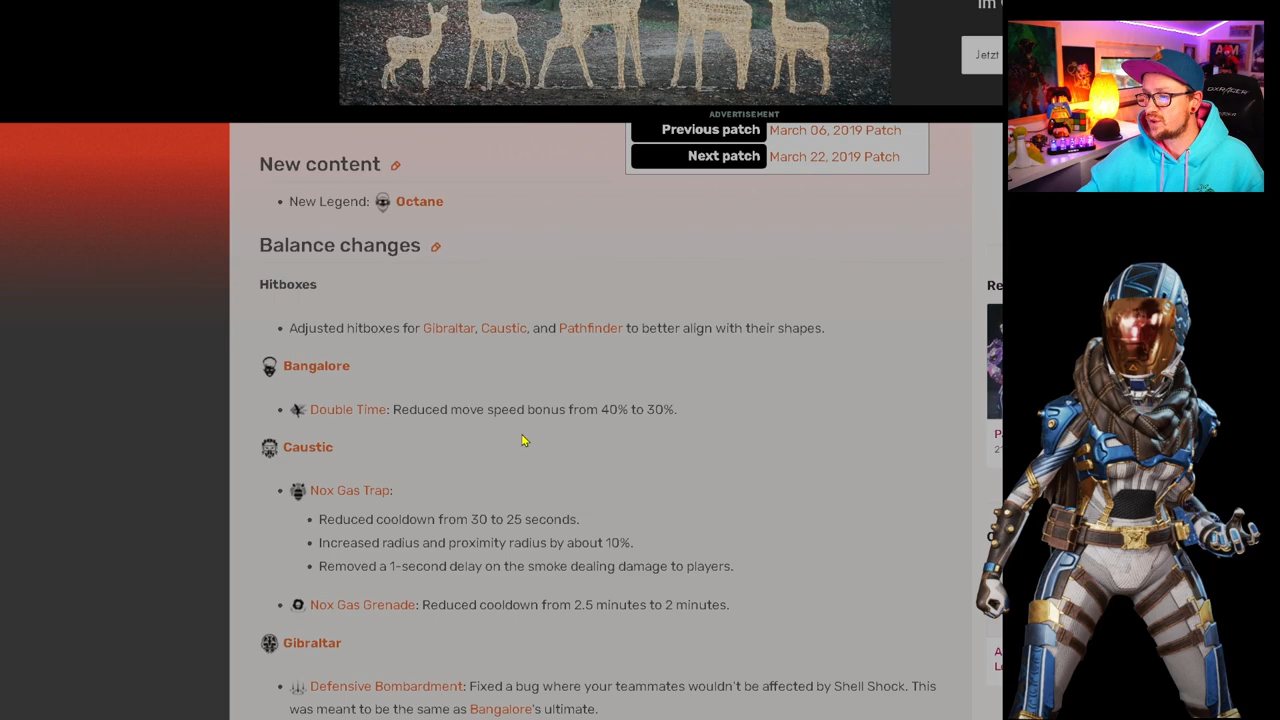 Im
Jetzt
ADVERTISEMENT
Previous patch March 06, 2019 Patch
New content
Next patch March 22, 2019 Patch
New Legend: Octane
Balance changes
Hitboxes
Re
Adjusted hitboxes for Gibraltar, Caustic, and Pathfinder to better align with their shapes.
Bangalore
Double Time: Reduced move speed bonus from 40% to 30%.
P
Caustic
Nox Gas Trap:
Reduced cooldown from 30 to 25 seconds.
Increased radius and proximity radius by about 10%.
Removed a 1-second delay on the smoke dealing damage to players.
Nox Gas Grenade: Reduced cooldown from 2.5 minutes to 2 minutes.
Gibraltar
Defensive Bombardment: Fixed a bug where your teammates wouldn't be affected by Shell Shock. This
was meant to be the same as Bangalore's ultimate.
DXRACER